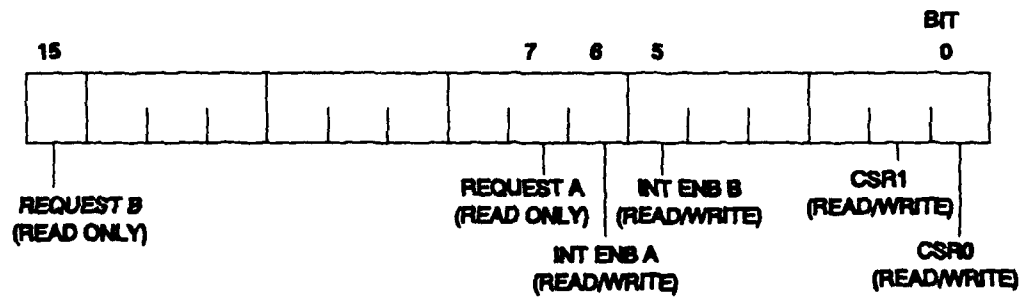 BIT
15 7 6 5 0
REQUEST B
(READ ONLY)
REQUEST A
(READ ONLY)
INT ENB A
(READ/WRITE)
INT ENB B
(READ/WRITE)
CSR1
(READ/WRITE)
CSR0
(READ/WRITE)